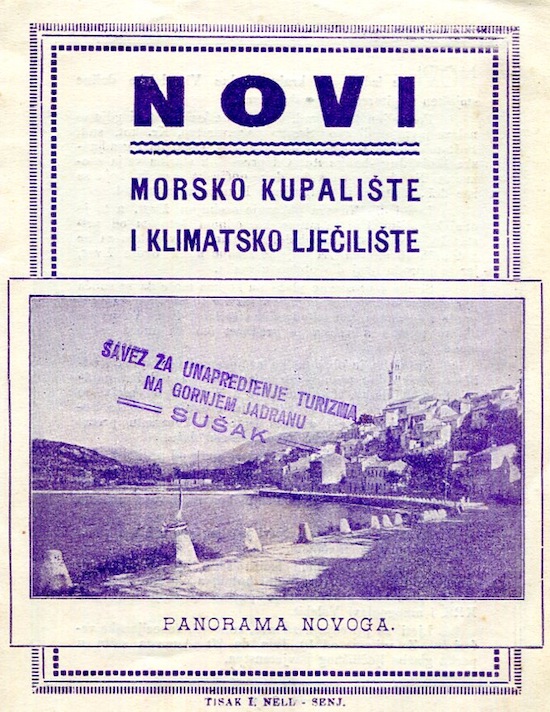 NOVI
MORSKO KUPALIŠTE
I KLIMATSKO LJEČILIŠTE
SAVEZ ZA UNAPREDJENJE TURIZMA
NA GORNJEM JADRANU
SUŠAK
PANORAMA NOVOGA.
TISAK I. NELL - SENJ.